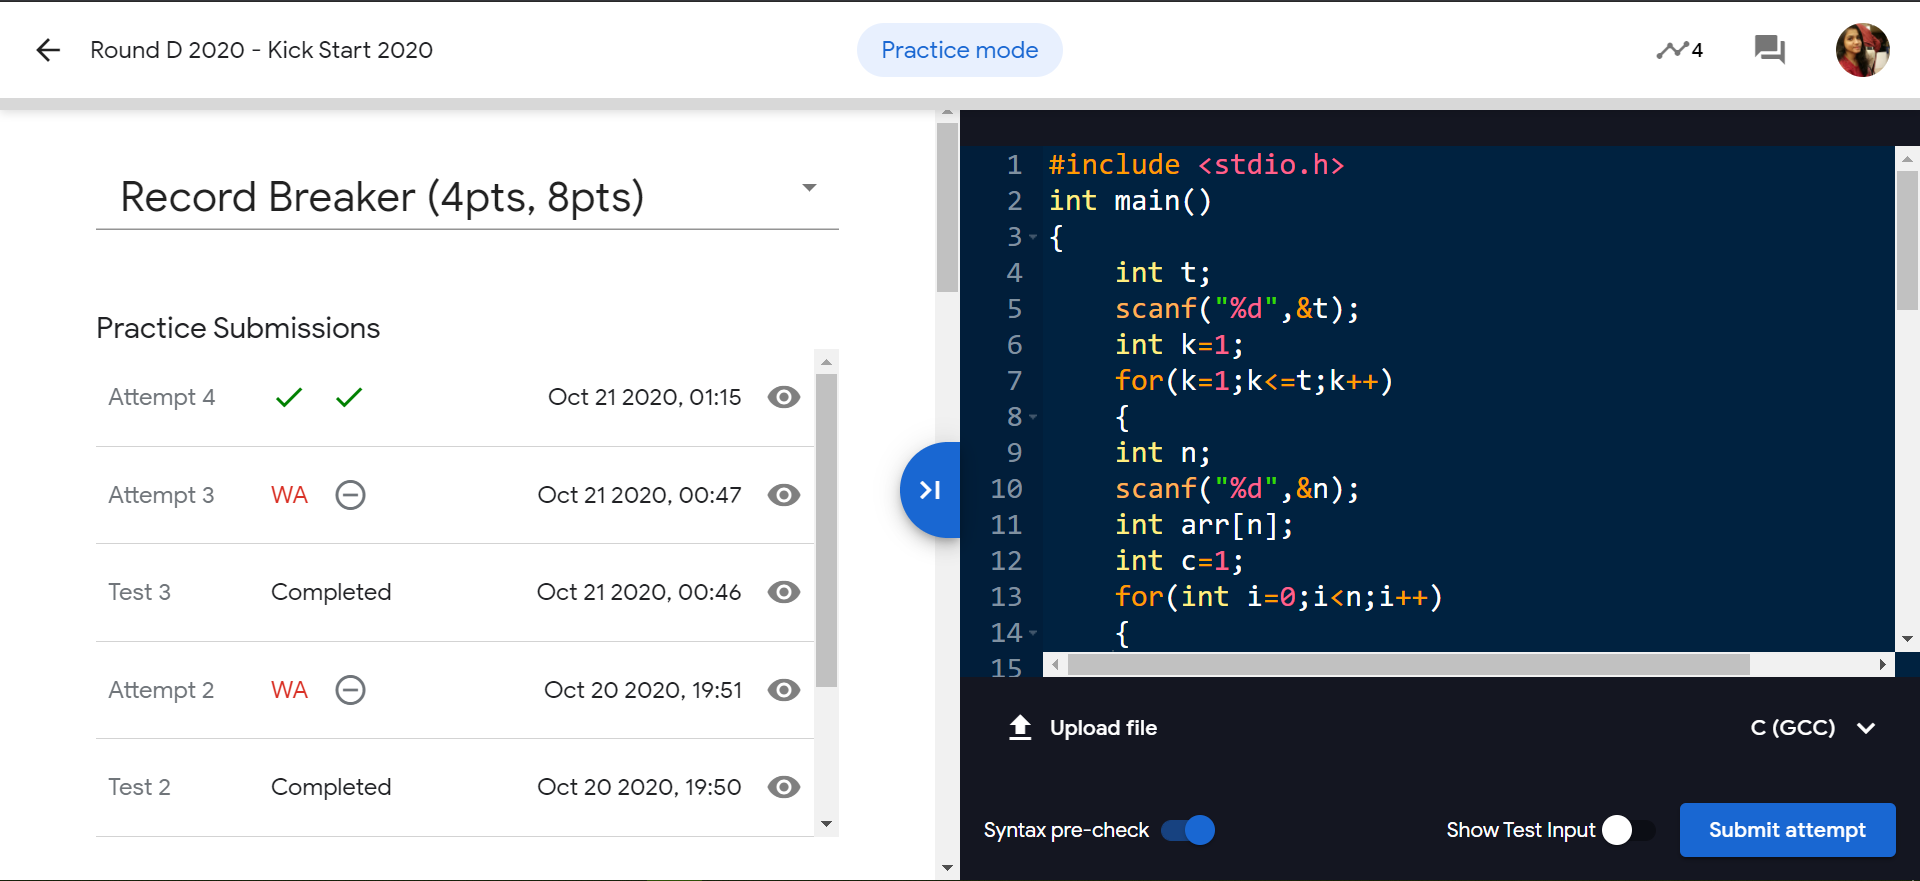 Round D 2020 - Kick Start 2020
Practice mode
4
Record Breaker (4pts, 8pts)
Practice Submissions
Attempt 4 Oct 21 2020, 01:15
Attempt 3 WA Oct 21 2020, 00:47
Test 3 Completed Oct 21 2020, 00:46
Attempt 2 WA Oct 20 2020, 19:51
Test 2 Completed Oct 20 2020, 19:50
1 #include <stdio.h>
2 int main()
3 {
4 int t;
5 scanf("%d",&t);
6 int k=1;
7 for(k=1;k<=t;k++)
8 {
9 int n;
10 scanf("%d",&n);
11 int arr[n];
12 int c=1;
13 for(int i=0;i<n;i++)
14 {
15
Upload file
C (GCC)
Syntax pre-check
Show Test Input
Submit attempt